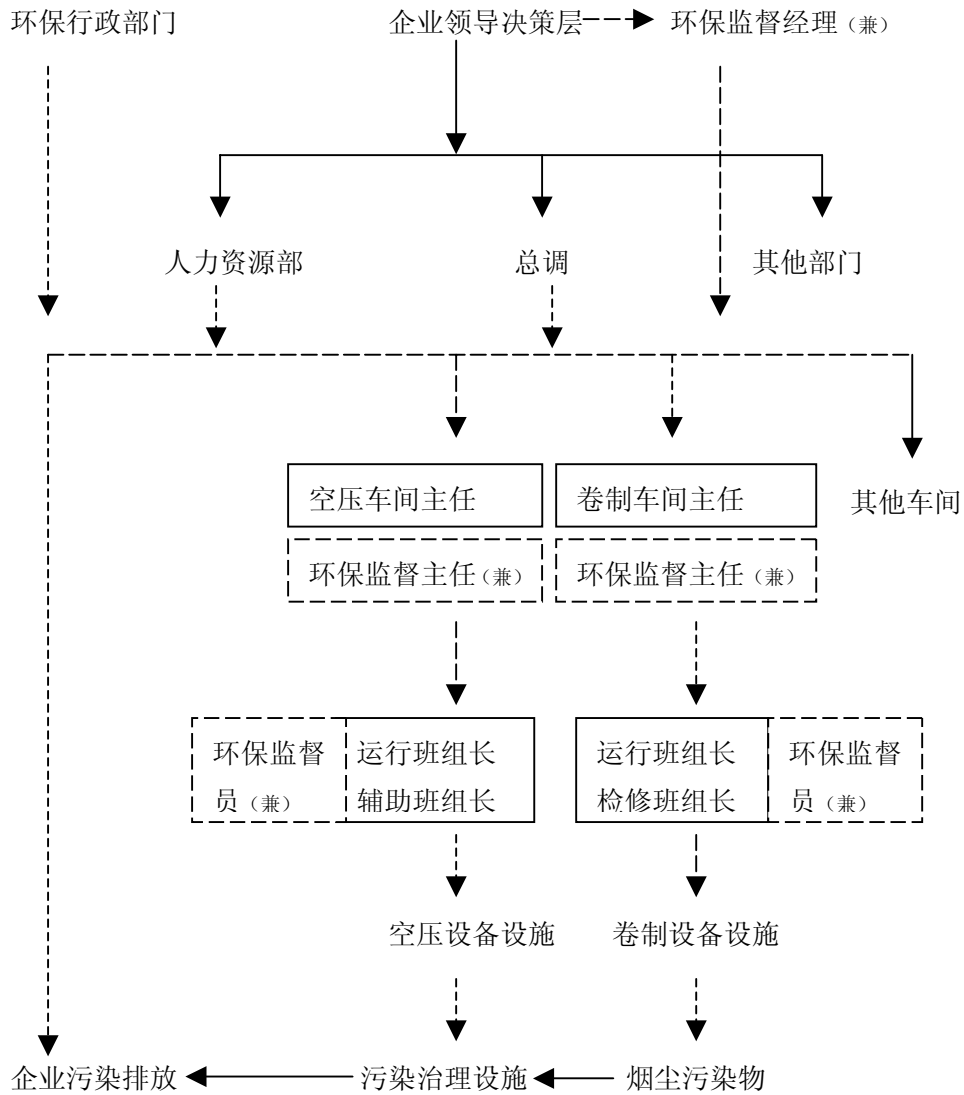 环保行政部门 企业领导决策层 环保监督经理（兼）
人力资源部 总调 其他部门
空压车间主任 卷制车间主任 其他车间
环保监督主任（兼） 环保监督主任（兼）
环保监督 运行班组长 运行班组长 环保监督
员（兼） 辅助班组长 检修班组长 员（兼）
空压设备设施 卷制设备设施
企业污染排放 污染治理设施 烟尘污染物